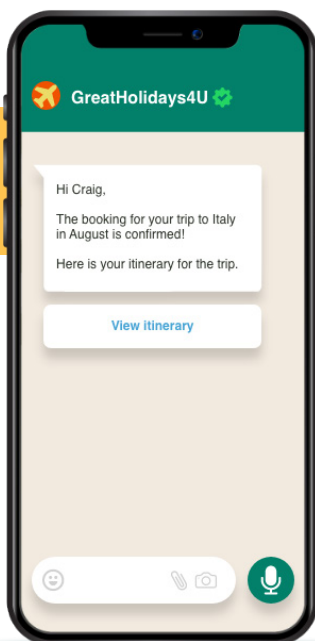 GreatHolidays4U
Hi Craig,
The booking for your trip to Italy
in August is confirmed!
Here is your itinerary for the trip.
View itinerary